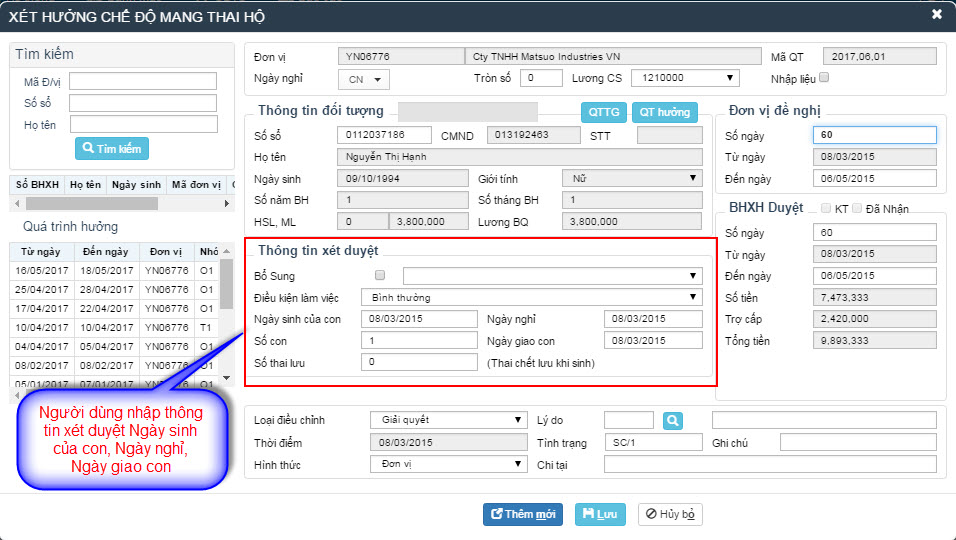 XÉT HƯỞNG CHẾ ĐỘ MANG THAI HỘ
Tìm kiếm
Mã Đ/vị
Số sổ
Họ tên
Tìm kiếm
Số BHXH Họ tên Ngày sinh Mã đơn vị
Quá trình hưởng
Từ ngày Đến ngày Đơn vị Nhó
16/05/2017 18/05/2017 YN06776 O1
25/04/2017 28/04/2017 YN06776 O1
17/04/2017 22/04/2017 YN06776 O1
10/04/2017 10/04/2017 YN06776 T1
04/04/2017 05/04/2017 YN06776 O1
08/02/2017 08/02/2017 YN06776 O1
05/01/2017 07/01/2017 YN06776 O1
Người dùng nhập thông
tin xét duyệt Ngày sinh
của con, Ngày nghỉ,
Ngày giao con
Đơn vị YN06776 Cty TNHH Matsuo Industries VN Mã QT 2017,06,01
Ngày nghỉ CN Tròn số 0 Lương CS 1210000 Nhập liệu
Thông tin đối tượng QTTG QT hưởng
Số sổ 0112037186 CMND 013192463 STT
Họ tên Nguyễn Thị Hạnh
Ngày sinh 09/10/1994 Giới tính Nữ
Số năm BH 1 Số tháng BH 1
HSL, ML 0 3,800,000 Lương BQ 3,800,000
Đơn vị đề nghị
Số ngày 60
Từ ngày 08/03/2015
Đến ngày 06/05/2015
BHXH Duyệt KT Đã Nhận
Số ngày 60
Từ ngày 08/03/2015
Đến ngày 06/05/2015
Số tiền 7,473,333
Trợ cấp 2,420,000
Tổng tiền 9,893,333
Thông tin xét duyệt
Bổ Sung
Điều kiện làm việc Bình thường
Ngày sinh của con 08/03/2015 Ngày nghỉ 08/03/2015
Số con 1 Ngày giao con 08/03/2015
Số thai lưu 0 (Thai chết lưu khi sinh)
Loại điều chỉnh Giải quyết Lý do
Thời điểm 08/03/2015 Tình trạng SC/1 Ghi chú
Hình thức Đơn vị Chi tại
Thêm mới Lưu Hủy bỏ